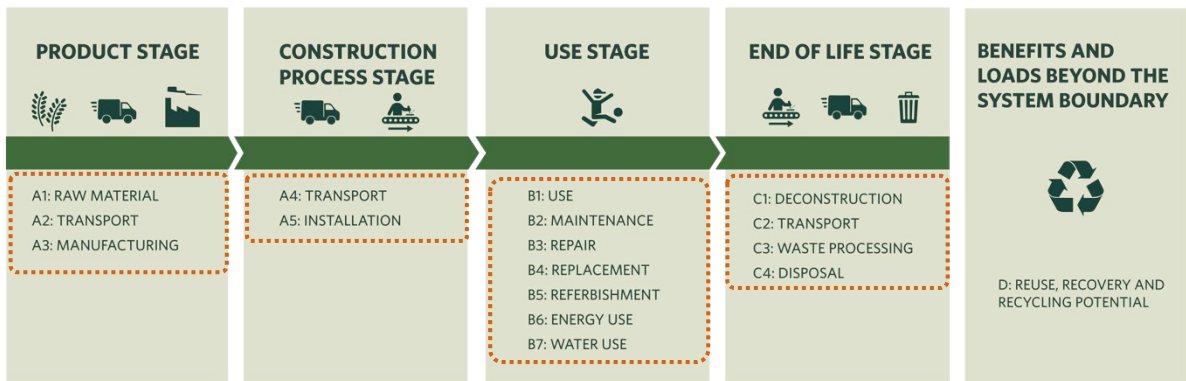 PRODUCT STAGE
A1: RAW MATERIAL
A2: TRANSPORT
A3: MANUFACTURING
CONSTRUCTION
PROCESS STAGE
A4: TRANSPORT
A5: INSTALLATION
USE STAGE
B1: USE
B2: MAINTENANCE
B3: REPAIR
B4: REPLACEMENT
B5: REFERBISHMENT
B6: ENERGY USE
B7: WATER USE
END OF LIFE STAGE
C1: DECONSTRUCTION
C2: TRANSPORT
C3: WASTE PROCESSING
C4: DISPOSAL
BENEFITS AND
LOADS BEYOND THE
SYSTEM BOUNDARY
D: REUSE, RECOVERY AND
RECYCLING POTENTIAL